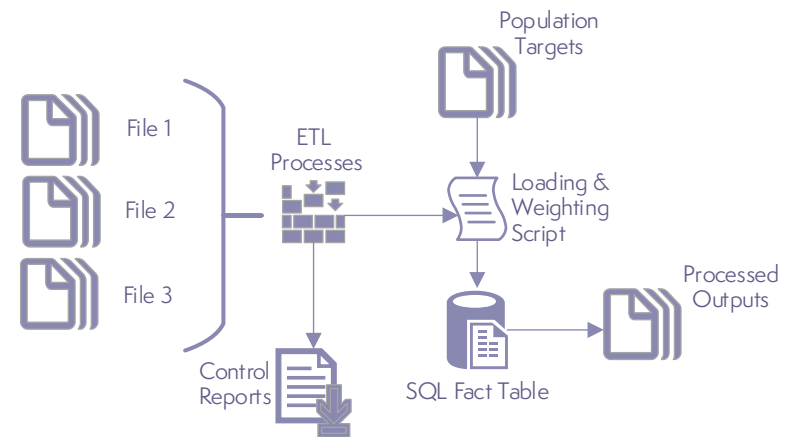 Population
Targets
File 1
ETL
Processes
File 2
Loading &
Weighting
Script
File 3
Processed
Outputs
Control
Reports
SQL Fact Table